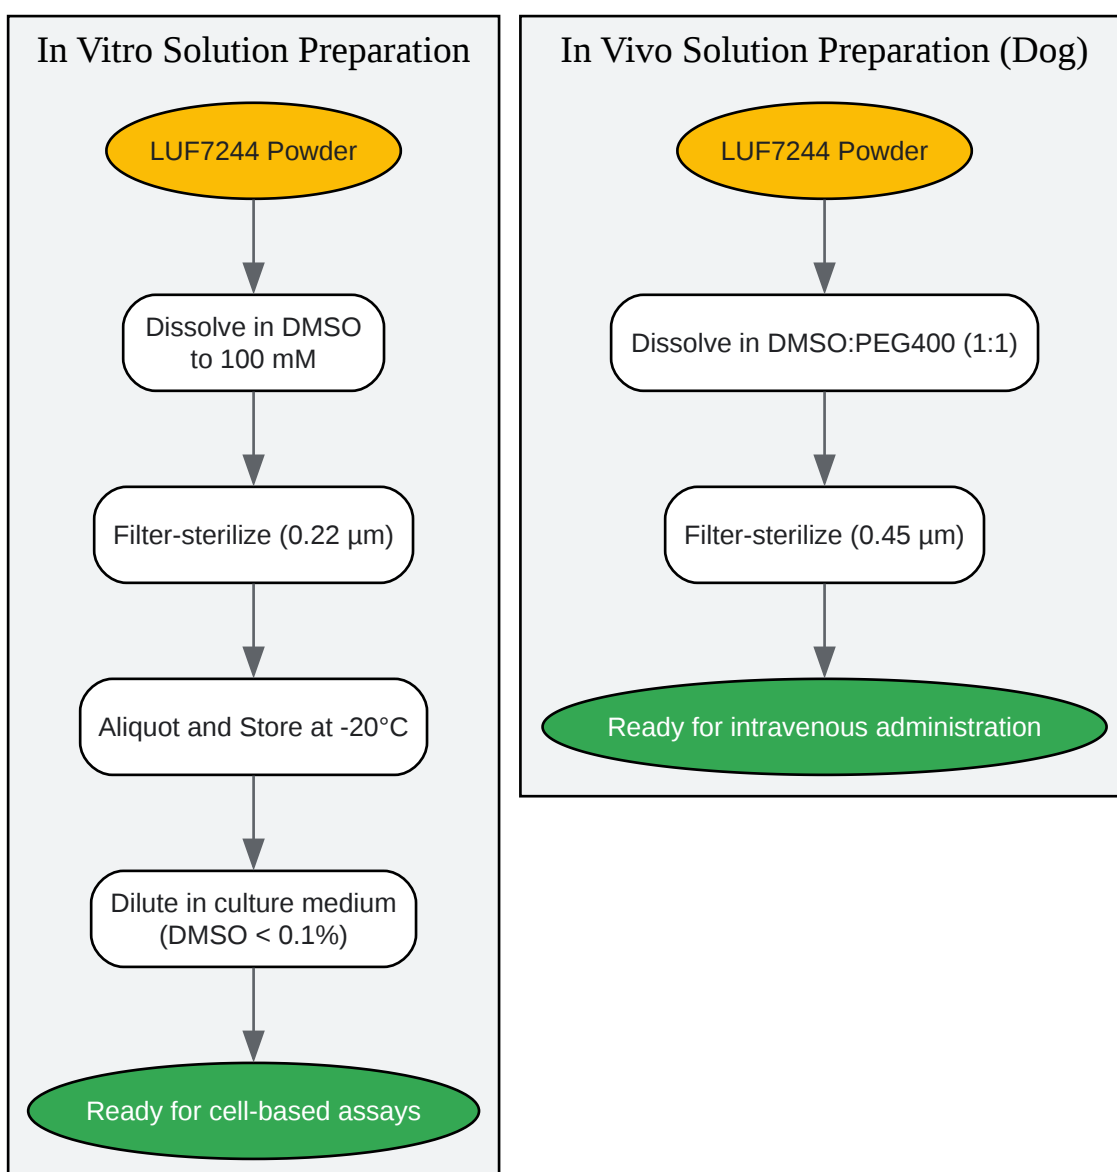 In Vitro Solution Preparation
LUF7244 Powder
Dissolve in DMSO
to 100 mM
Filter-sterilize (0.22 µm)
Aliquot and Store at -20°C
Dilute in culture medium
(DMSO < 0.1%)
Ready for cell-based assays
In Vivo Solution Preparation (Dog)
LUF7244 Powder
Dissolve in DMSO:PEG400 (1:1)
Filter-sterilize (0.45 µm)
Ready for intravenous administration